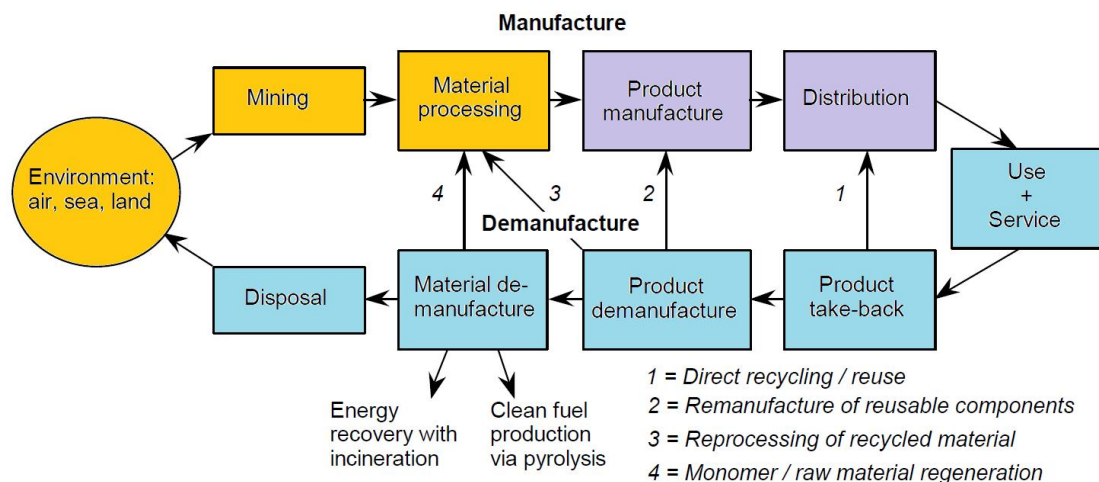 Manufacture
Mining
Material
processing
Product
manufacture
Distribution
Environment:
air, sea, land
Use
+
Service
4
3
2
1
Demanufacture
Disposal
Material de-
manufacture
Product
demanufacture
Product
take-back
Energy
recovery with
incineration
Clean fuel
production
via pyrolysis
1 = Direct recycling / reuse
2 = Remanufacture of reusable components
3 = Reprocessing of recycled material
4 = Monomer / raw material regeneration